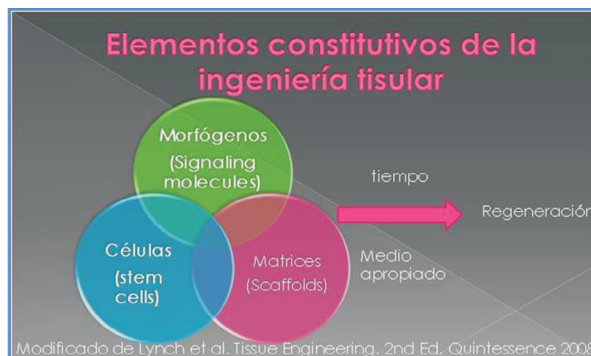 Elementos constitutivos de la
ingeniería tisular
Morfógenos
(Signaling
molecules)
Células
(stem
cells)
Matrices
(Scaffolds)
tiempo
Medio
apropiado
Regeneración
Modificado de Lynch et al. Tissue Engineering. 2nd Ed. Quintessence 2008